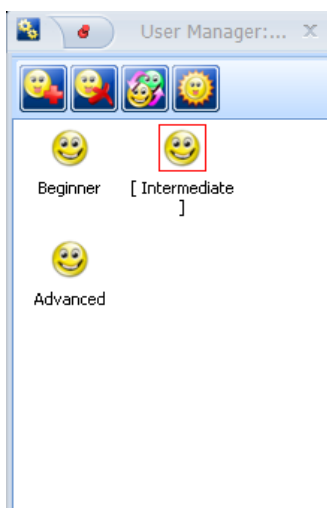 User Manager:...
Beginner
[ Intermediate
]
Advanced